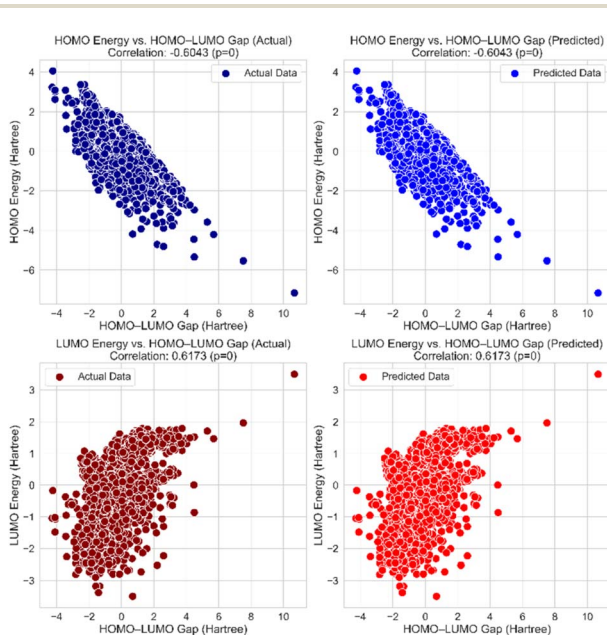 HOMO Energy vs. HOMO–LUMO Gap (Actual)
Correlation: -0.6043 (p=0)
Actual Data
4
2
0
−2
−4
−6
HOMO Energy (Hartree)
−4 −2 0 2 4 6 8 10
HOMO–LUMO Gap (Hartree)
HOMO Energy vs. HOMO–LUMO Gap (Predicted)
Correlation: -0.6043 (p=0)
Predicted Data
4
2
0
−2
−4
−6
HOMO Energy (Hartree)
−4 −2 0 2 4 6 8 10
HOMO–LUMO Gap (Hartree)
LUMO Energy vs. HOMO–LUMO Gap (Actual)
Correlation: 0.6173 (p=0)
Actual Data
3
2
1
0
−1
−2
−3
LUMO Energy (Hartree)
−4 −2 0 2 4 6 8 10
HOMO–LUMO Gap (Hartree)
LUMO Energy vs. HOMO–LUMO Gap (Predicted)
Correlation: 0.6173 (p=0)
Predicted Data
3
2
1
0
−1
−2
−3
LUMO Energy (Hartree)
−4 −2 0 2 4 6 8 10
HOMO–LUMO Gap (Hartree)